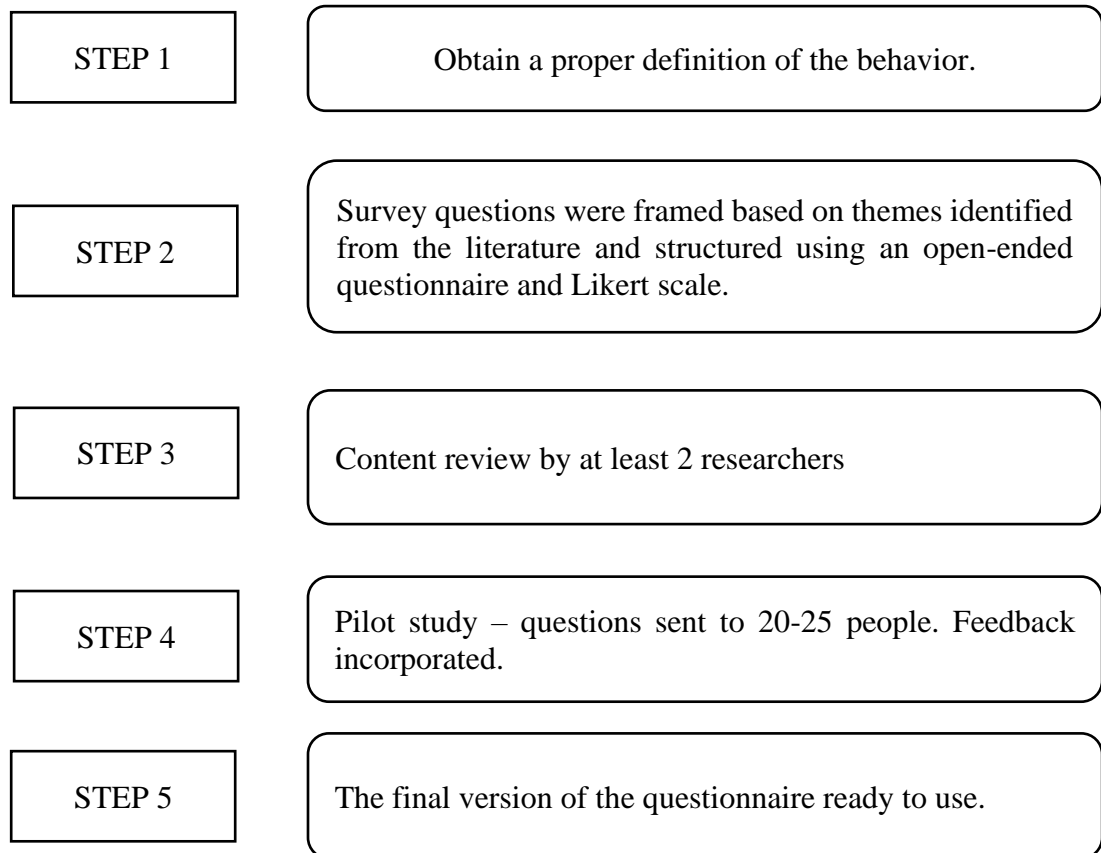 STEP 1
Obtain a proper definition of the behavior.
STEP 2
Survey questions were framed based on themes identified
from the literature and structured using an open-ended
questionnaire and Likert scale.
STEP 3
Content review by at least 2 researchers
STEP 4
Pilot study – questions sent to 20-25 people. Feedback
incorporated.
STEP 5
The final version of the questionnaire ready to use.